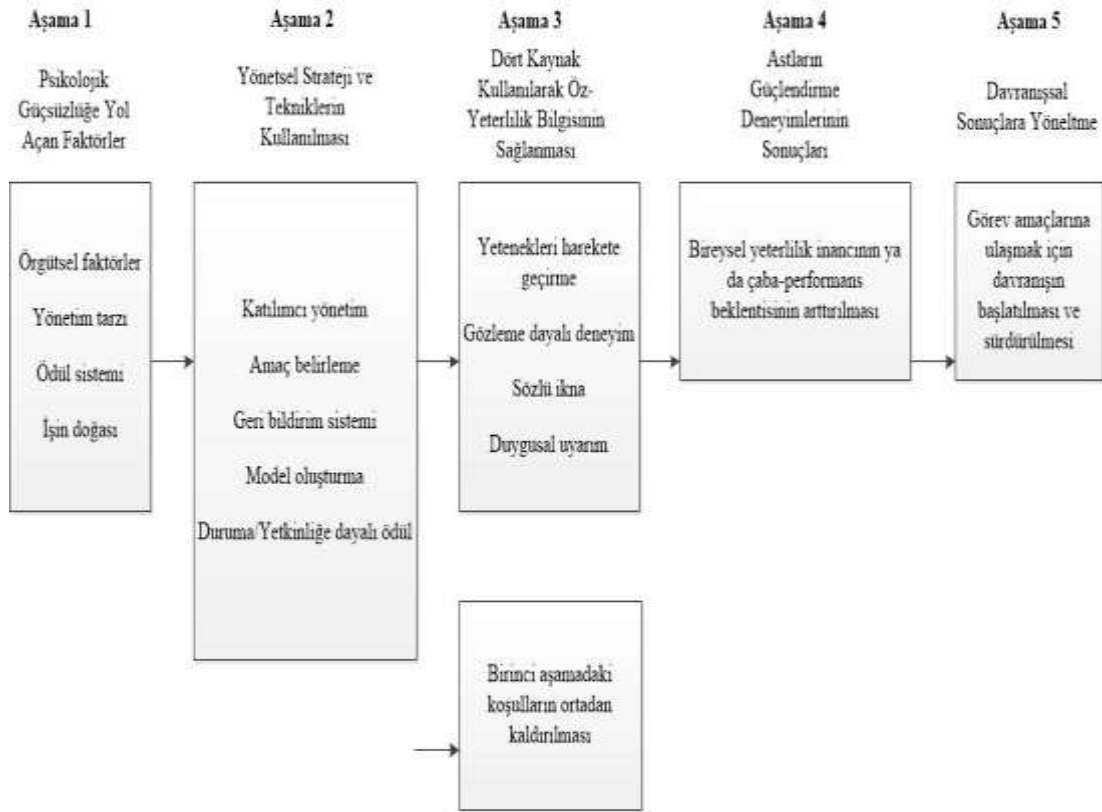 Aşama 1
Psikolojik
Güçsüzlüğe Yol
Açan Faktörler
Örgütsel faktörler
Yönetim tarzı
Ödül sistemi
İşin doğası
Aşama 2
Yönetsel Strateji ve
Tekniklerin
Kullanılması
Katılımcı yönetim
Amaç belirleme
Geri bildirim sistemi
Model oluşturma
Duruma/Yetkinliğe dayalı ödül
Aşama 3
Dört Kaynak
Kullanılarak Öz-
Yeterlilik Bilgisinin
Sağlanması
Yetenekleri harekete
geçirme
Gözleme dayalı deneyim
Sözlü ikna
Duygusal uyarım
Birinci aşamadaki
koşulların ortadan
kaldırılması
Aşama 4
Astların
Güçlendirme
Deneyimlerinin
Sonuçları
Bireysel yeterlilik inancının ya
da çaba-performans
beklentisinin arttırılması
Aşama 5
Davranışsal
Sonuçlara Yöneltme
Görev amaçlarına
ulaşmak için
davranışın
başlatılması ve
sürdürülmesi